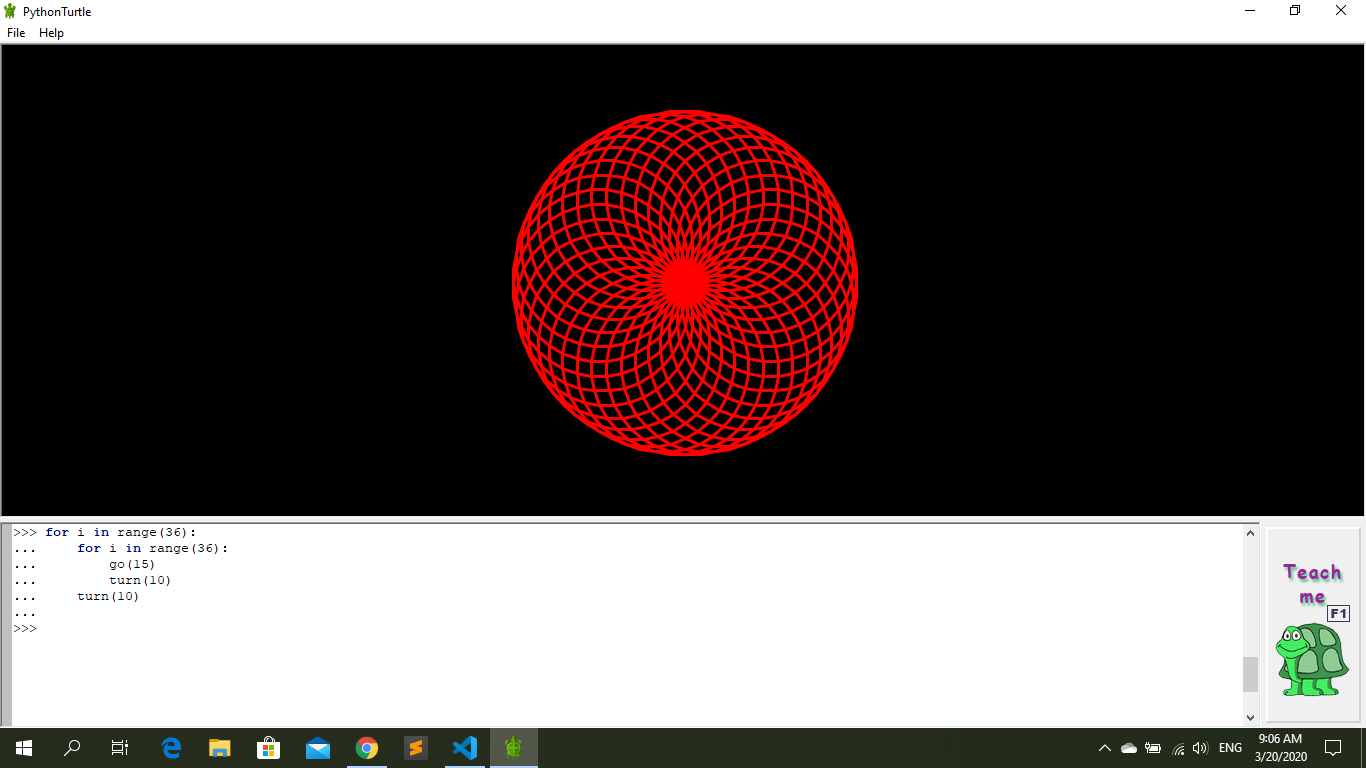 PythonTurtle
File Help
>>> for i in range(36):
...     for i in range(36):
...         go(15)
...         turn(10)
...     turn(10)
...
>>>
Teach
me
F1
ENG
9:06 AM
3/20/2020